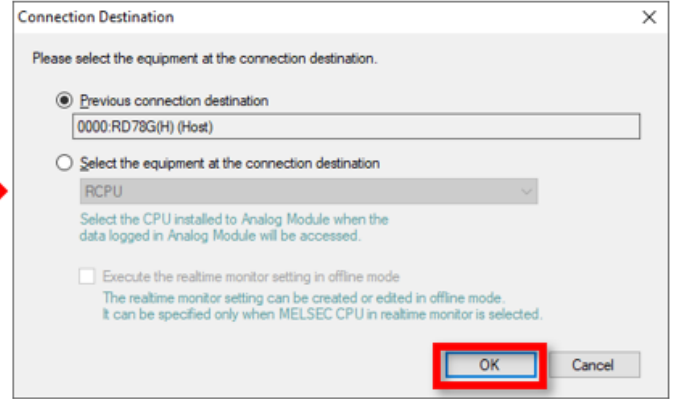 Connection Destination
Please select the equipment at the connection destination.
Previous connection destination
0000:RD78G(H) (Host)
Select the equipment at the connection destination
RCPU
Select the CPU installed to Analog Module when the
data logged in Analog Module will be accessed.
Execute the realtime monitor setting in offline mode
The realtime monitor setting can be created or edited in offline mode.
It can be specified only when MELSEC CPU in realtime monitor is selected.
OK Cancel